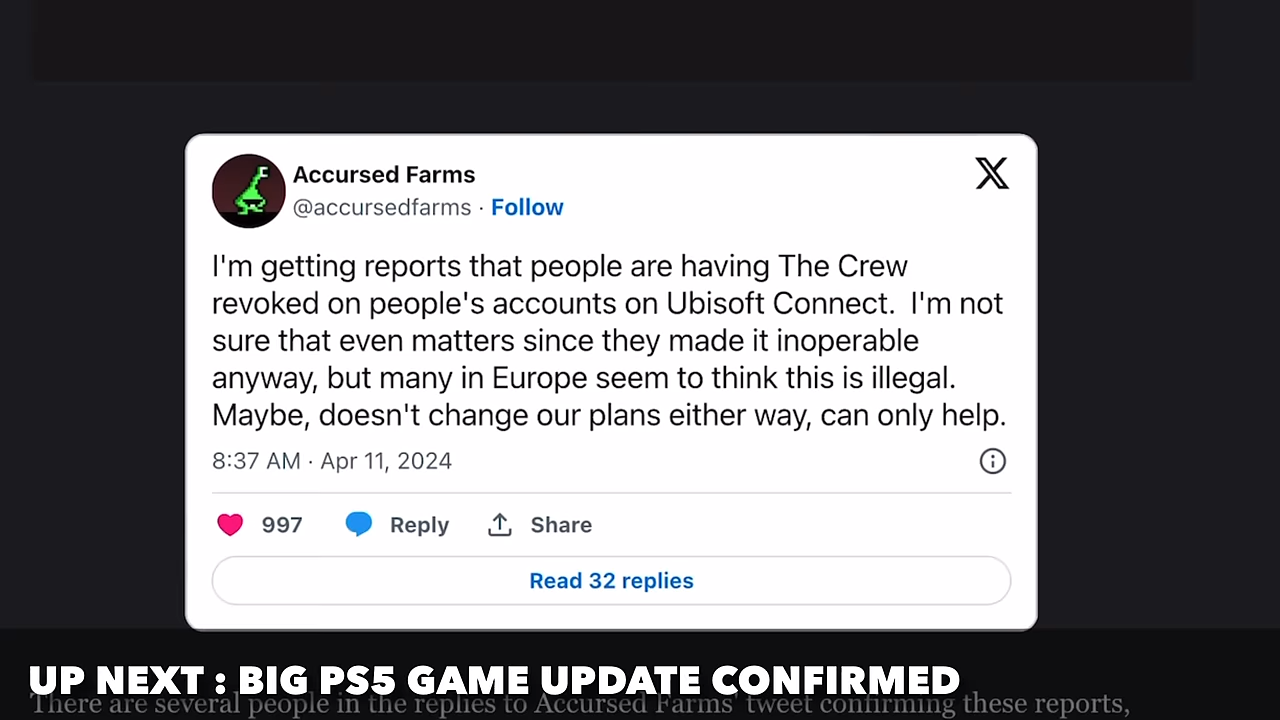 Accursed Farms
@accursedfarms · Follow
I'm getting reports that people are having The Crew
revoked on people's accounts on Ubisoft Connect.  I'm not
sure that even matters since they made it inoperable
anyway, but many in Europe seem to think this is illegal.
Maybe, doesn't change our plans either way, can only help.
8:37 AM · Apr 11, 2024
997 Reply Share
Read 32 replies
UP NEXT : BIG PS5 GAME UPDATE CONFIRMED
There are several people in the replies to Accursed Farms' tweet confirming these reports,